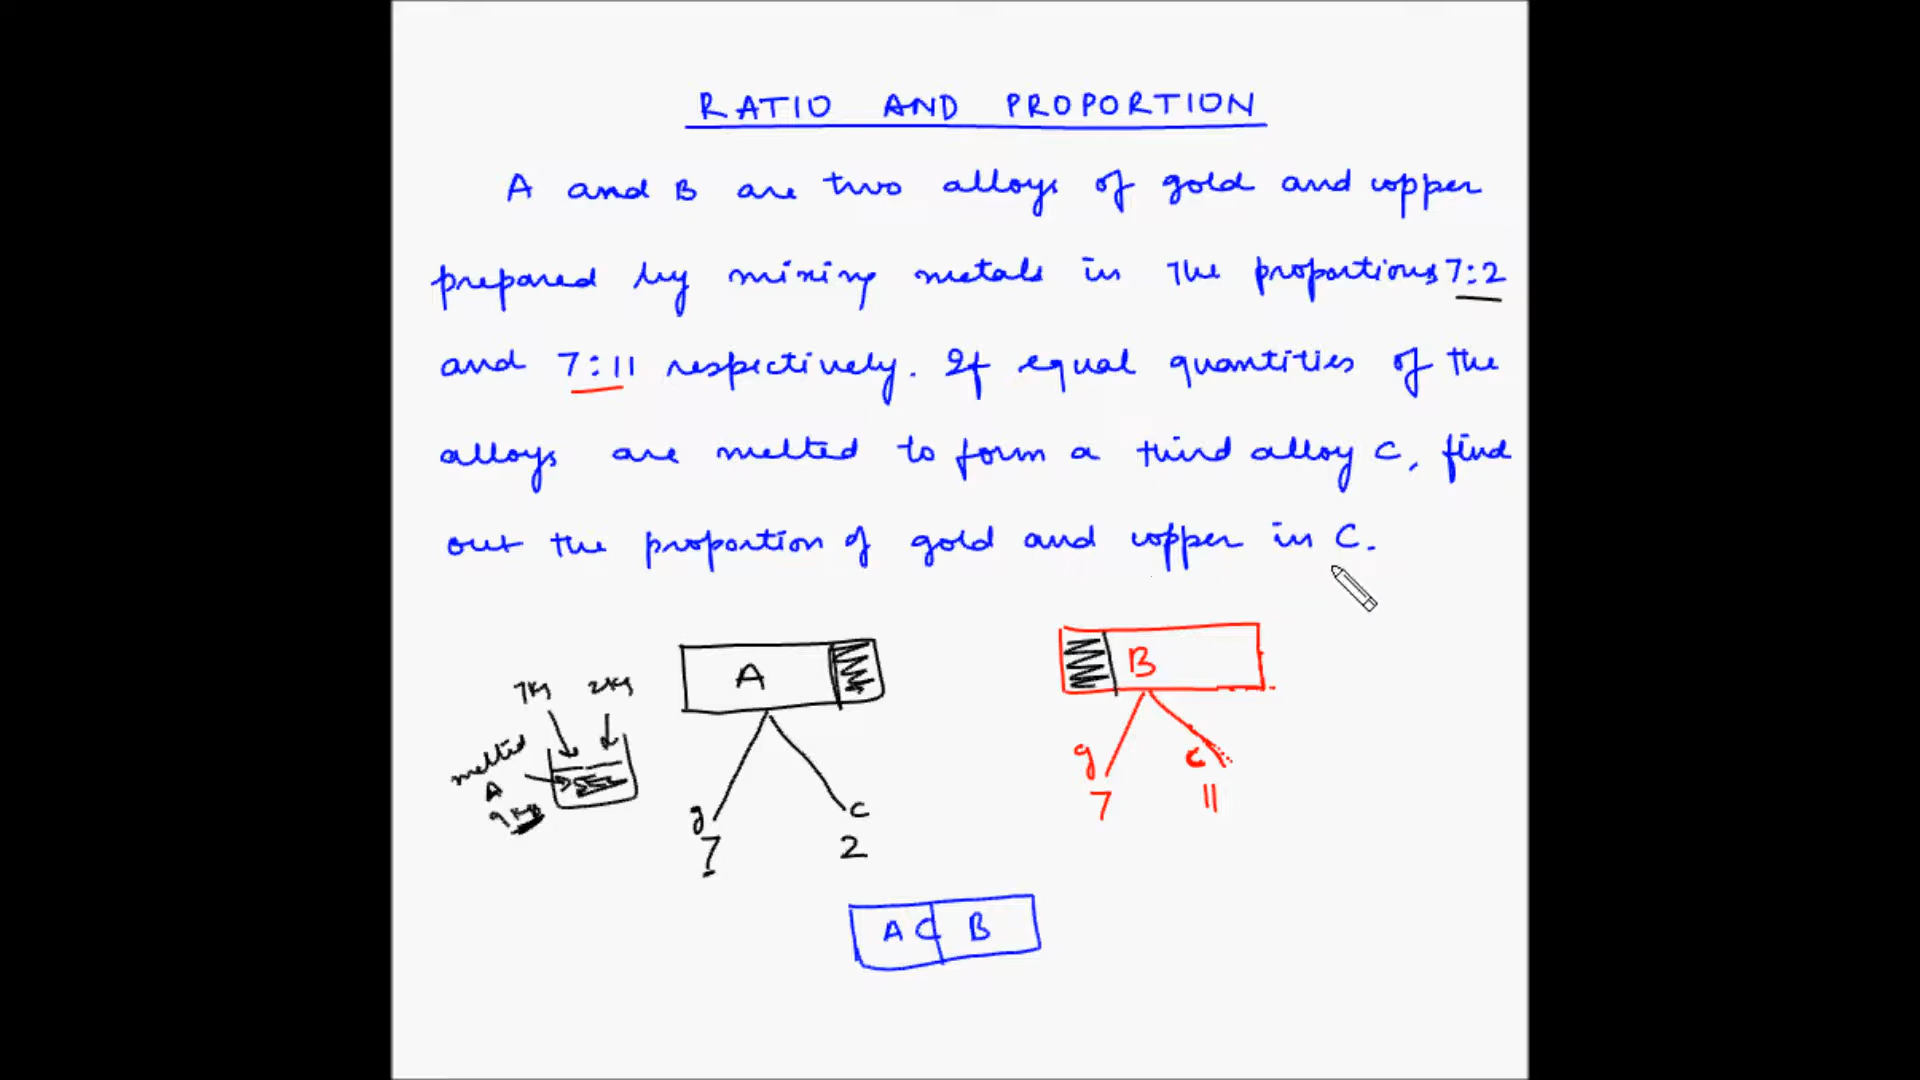 RATIO AND PROPORTION
A and B are two alloys of gold and copper
prepared by mixing metals in the proportions 7:2
and 7:11 respectively. If equal quantities of the
alloys are melted to form a third alloy C, find
out the proportion of gold and copper in C.
7Kg 2Kg
melted
A
9 Kg
A
g c
7 2
B
g c
7 11
A C B